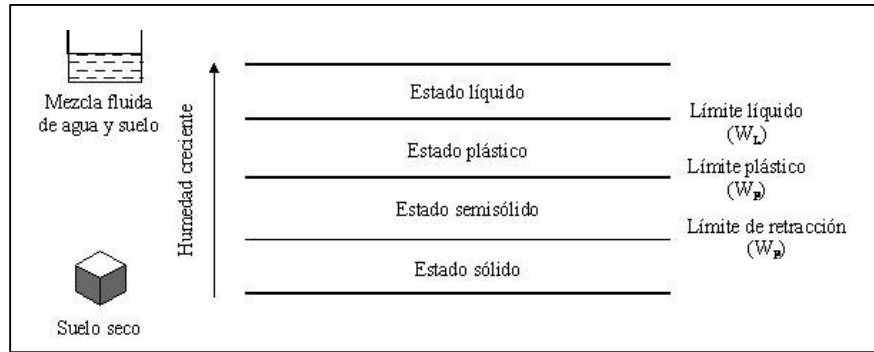 Mezcla fluida
de agua y suelo
Humedad creciente
Suelo seco
Estado líquido
Estado plástico
Estado semisólido
Estado sólido
Límite líquido
(W_L)
Límite plástico
(W_P)
Límite de retracción
(W_P)